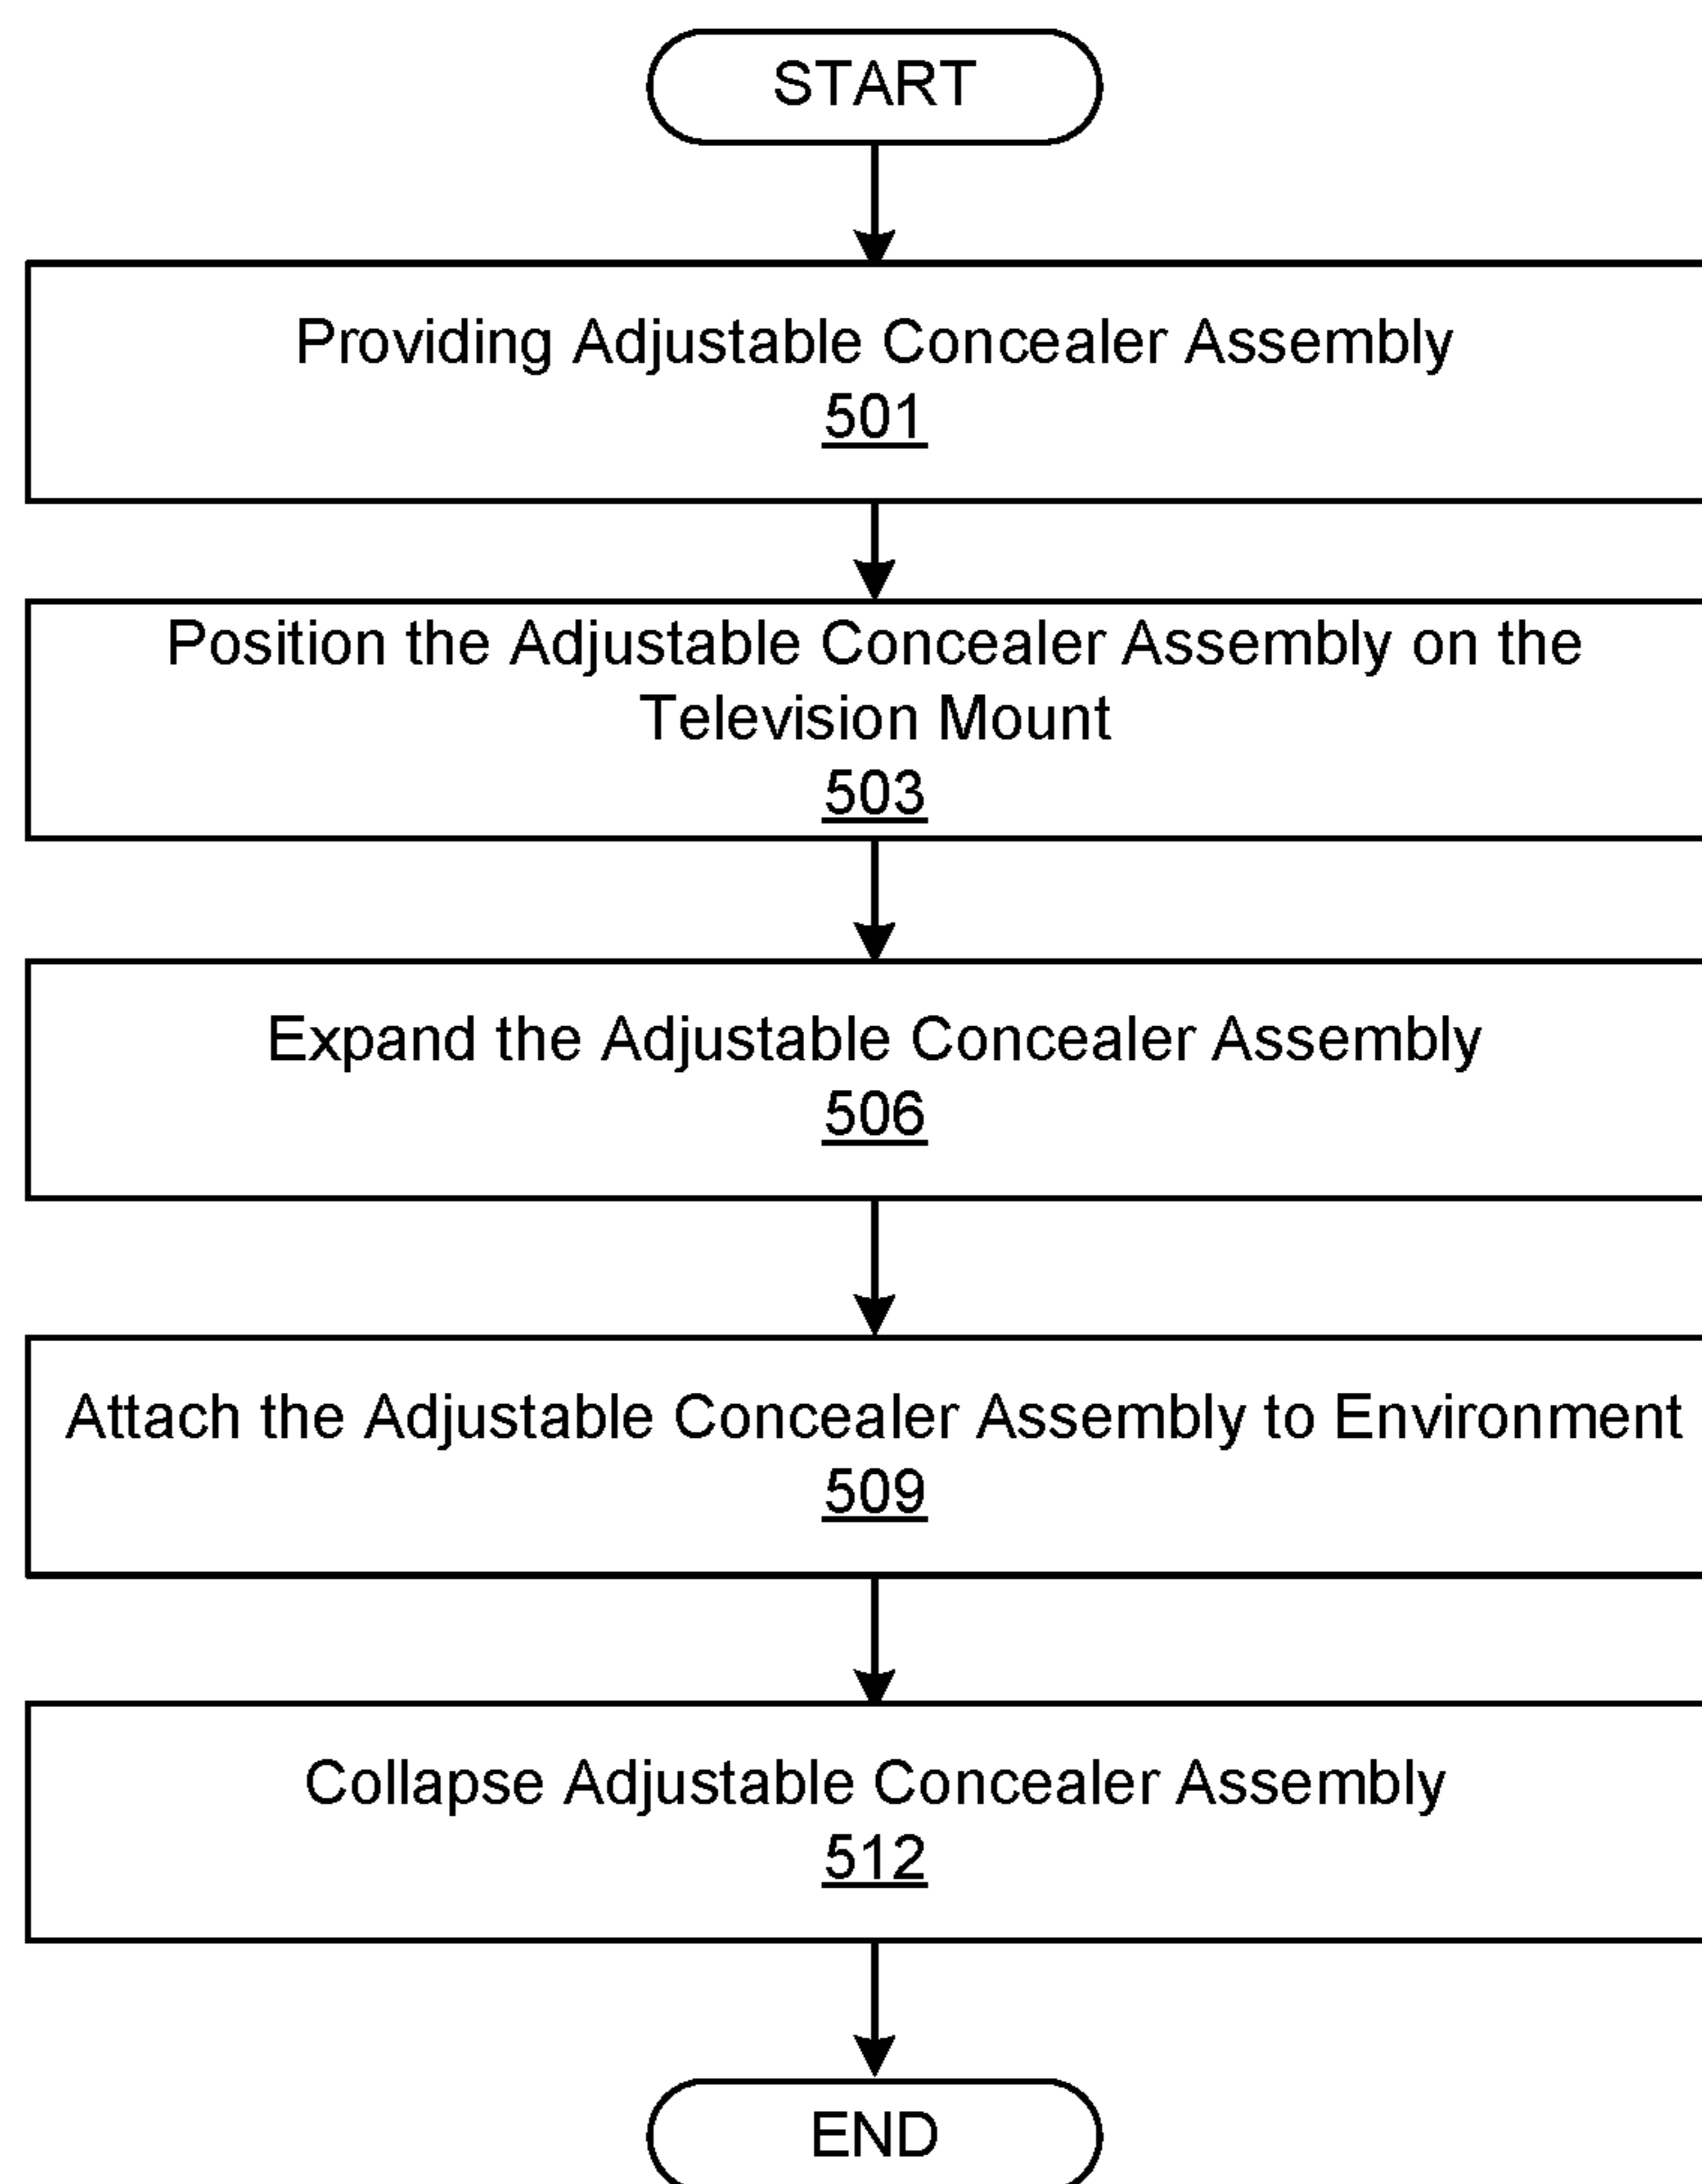 START
Providing Adjustable Concealer Assembly
501
Position the Adjustable Concealer Assembly on the
Television Mount
503
Expand the Adjustable Concealer Assembly
506
Attach the Adjustable Concealer Assembly to Environment
509
Collapse Adjustable Concealer Assembly
512
END